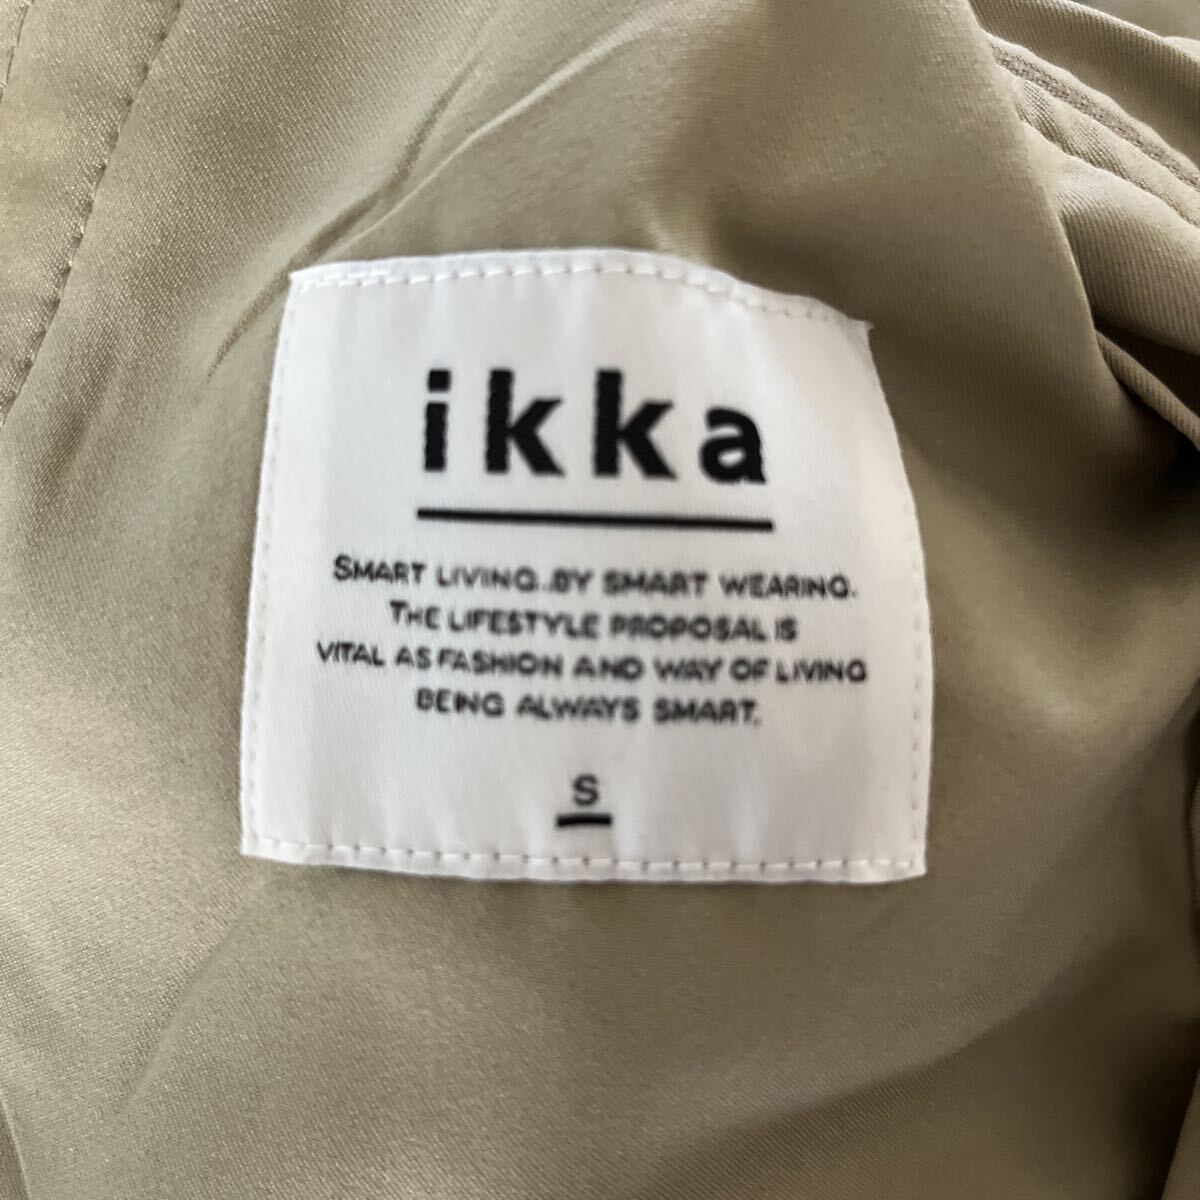 ikka
SMART LIVING..BY SMART WEARING.
THE LIFESTYLE PROPOSAL IS
VITAL AS FASHION AND WAY OF LIVING
BEING ALWAYS SMART.
S